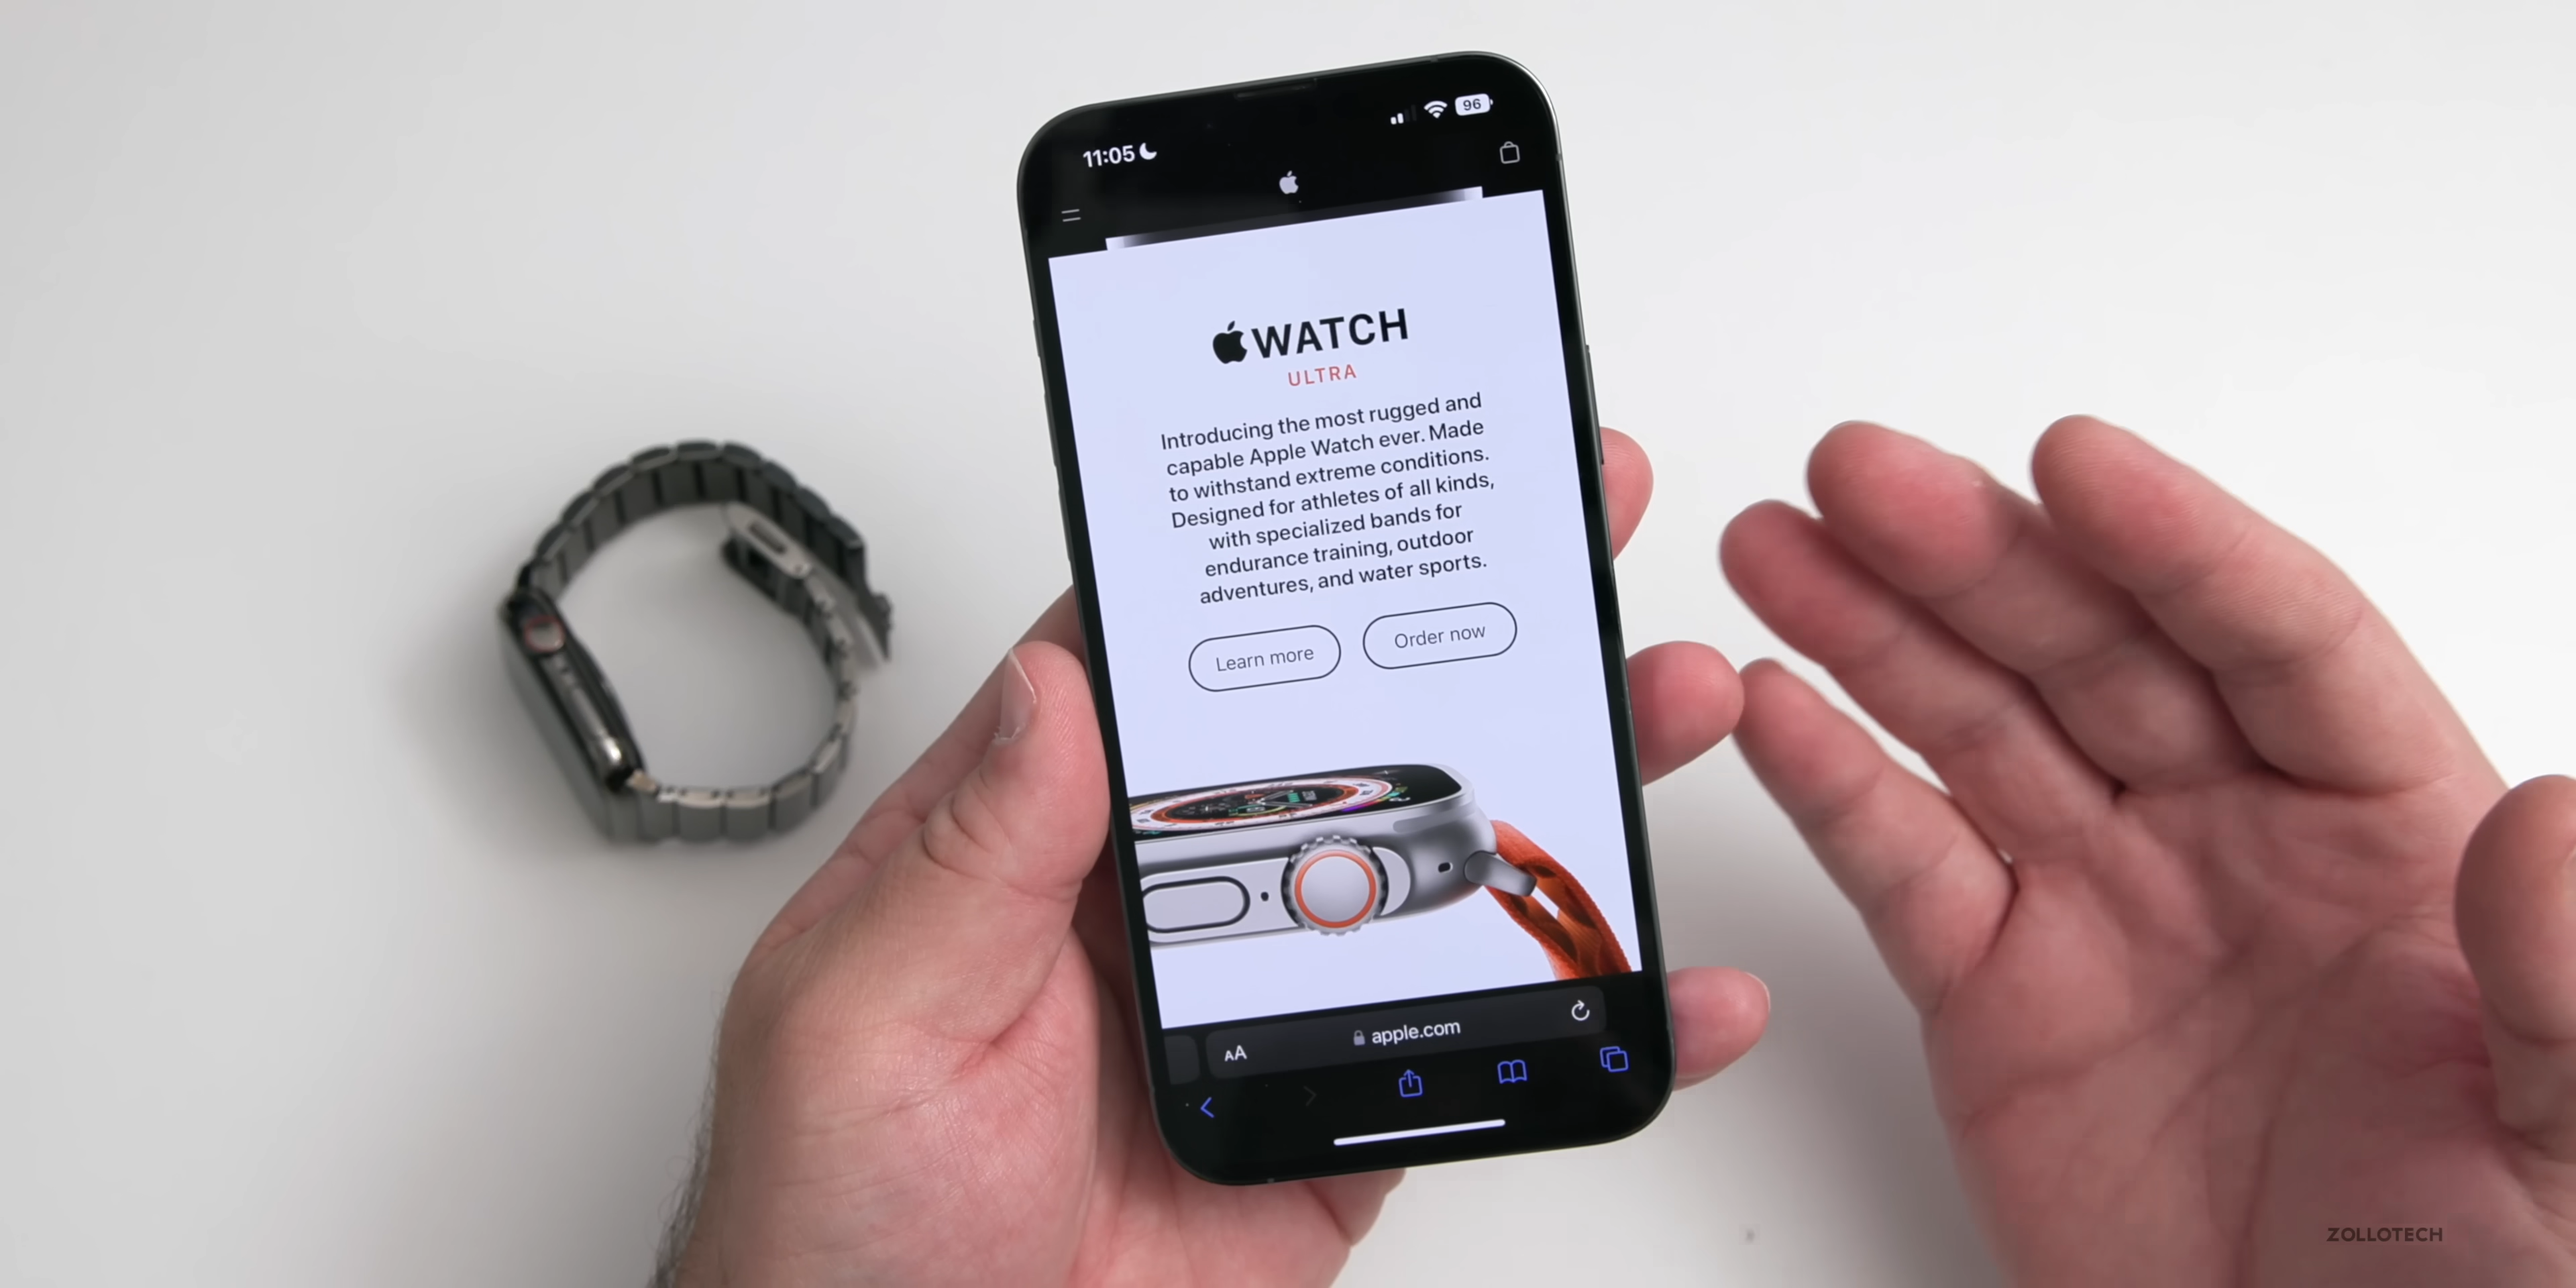 11:05
96
WATCH
ULTRA
Introducing the most rugged and
capable Apple Watch ever. Made
to withstand extreme conditions.
Designed for athletes of all kinds,
with specialized bands for
endurance training, outdoor
adventures, and water sports.
Learn more
Order now
AA
apple.com
ZOLLOTECH